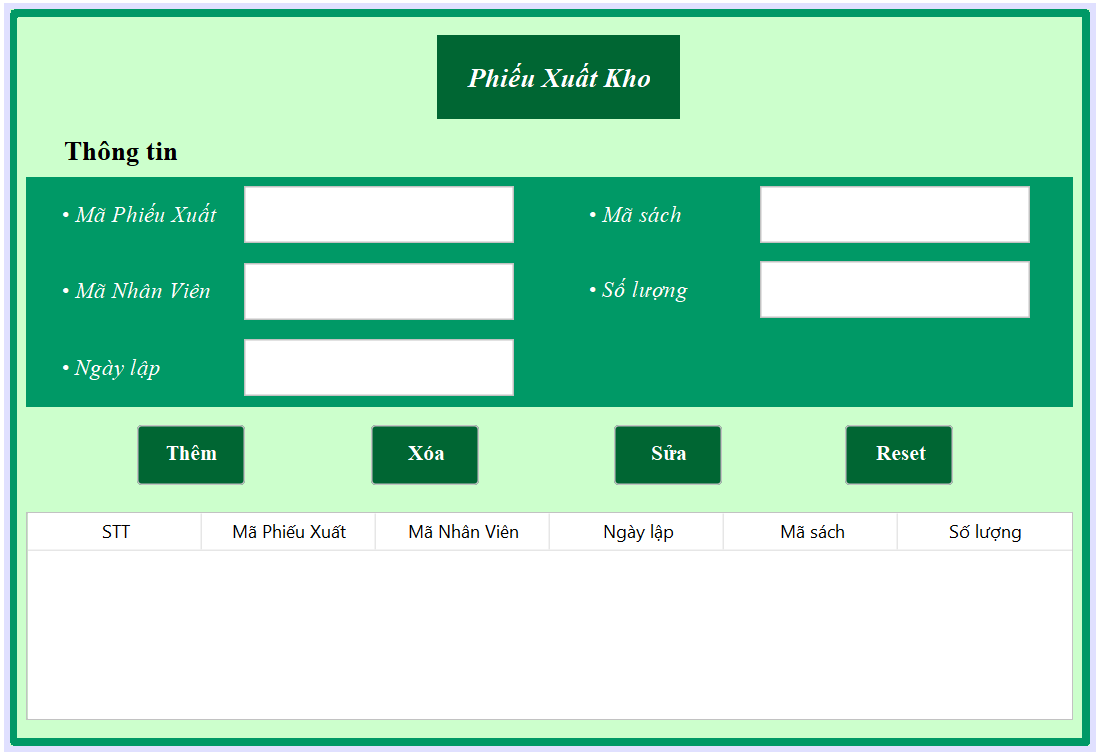 Phiếu Xuất Kho
Thông tin
• Mã Phiếu Xuất
• Mã sách
• Mã Nhân Viên
• Số lượng
• Ngày lập
Thêm Xóa Sửa Reset
STT Mã Phiếu Xuất Mã Nhân Viên Ngày lập Mã sách Số lượng